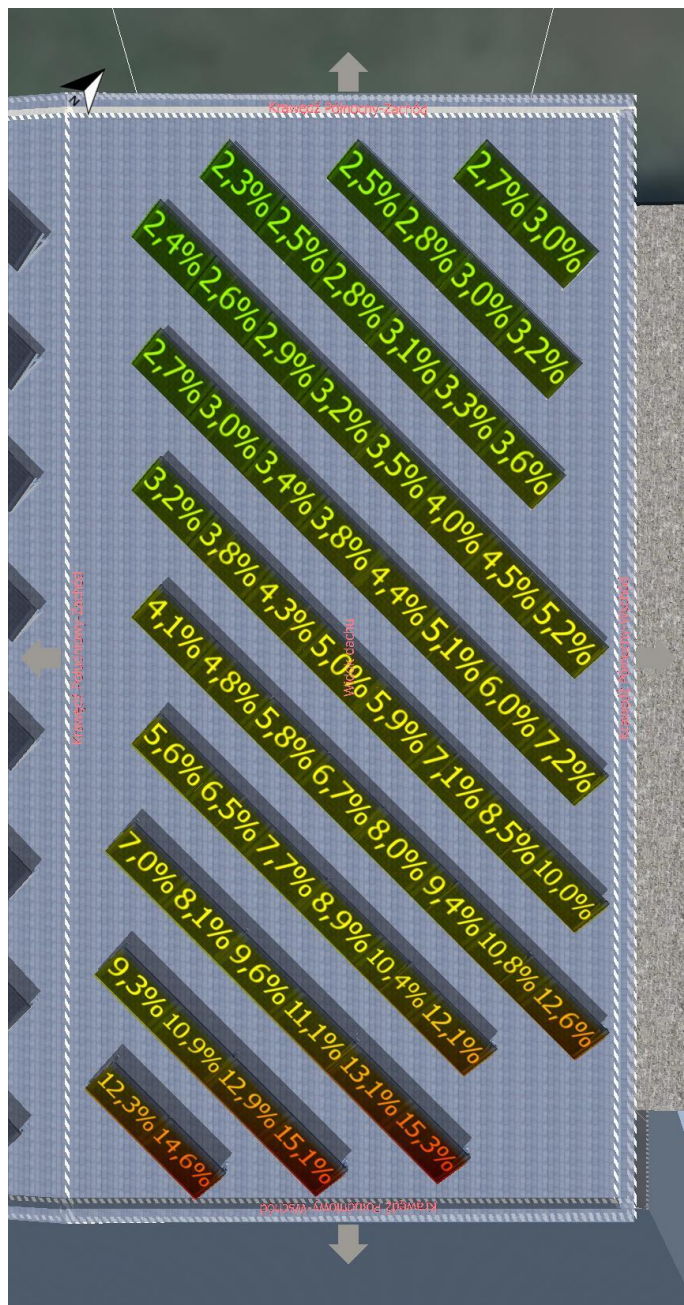 N
Krawędź Północny-Zachód
2,7% 3,0%
2,5% 2,8% 3,0% 3,2%
2,3% 2,5% 2,8% 3,1% 3,3% 3,6%
2,4% 2,6% 2,9% 3,2% 3,5% 4,0% 4,5% 5,2%
2,7% 3,0% 3,4% 3,8% 4,4% 5,1% 6,0% 7,2%
3,2% 3,8% 4,3% 5,0% 5,9% 7,1% 8,5% 10,0%
4,1% 4,8% 5,8% 6,7% 8,0% 9,4% 10,8% 12,6%
5,6% 6,5% 7,7% 8,9% 10,4% 12,1%
7,0% 8,1% 9,6% 11,1% 13,1% 15,3%
9,3% 10,9% 12,9% 15,1%
12,3% 14,6%
Krawędź Południowy-Zachód
dachu
Krawędź Północny-Wschód
Krawędź Południowy-Wschód